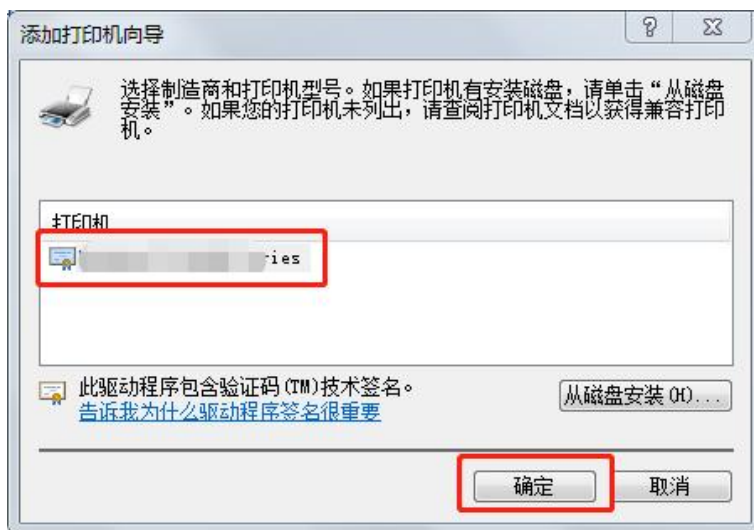 添加打印机向导
选择制造商和打印机型号。如果打印机有安装磁盘，请单击“从磁盘
安装”。如果您的打印机未列出，请查阅打印机文档以获得兼容打印
机。
打印机
ries
此驱动程序包含验证码(TM)技术签名。
告诉我为什么驱动程序签名很重要
从磁盘安装(H)...
确定
取消